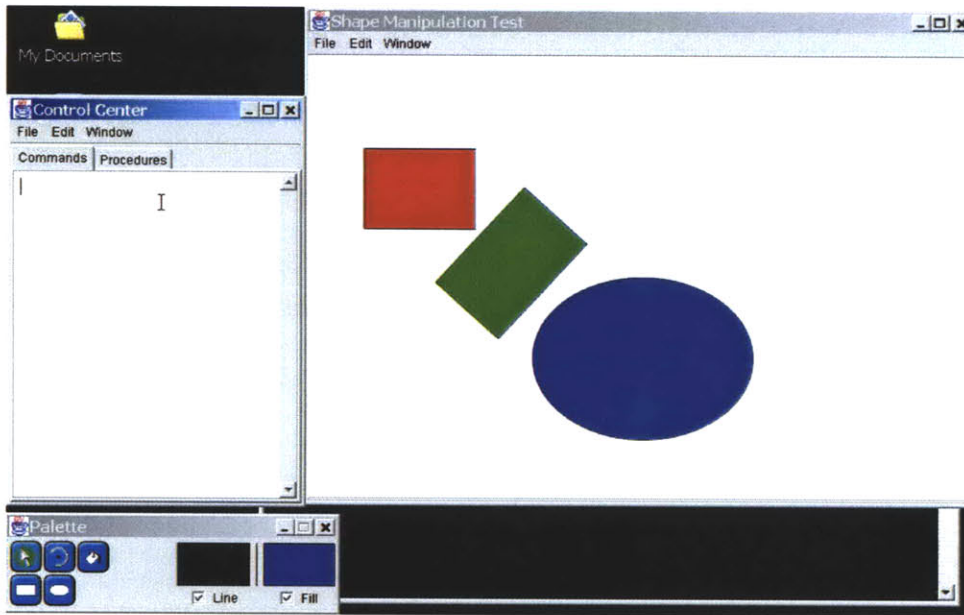 My Documents
Shape Manipulation Test
File Edit Window
Control Center
File Edit Window
Commands Procedures
Palette
Line Fill